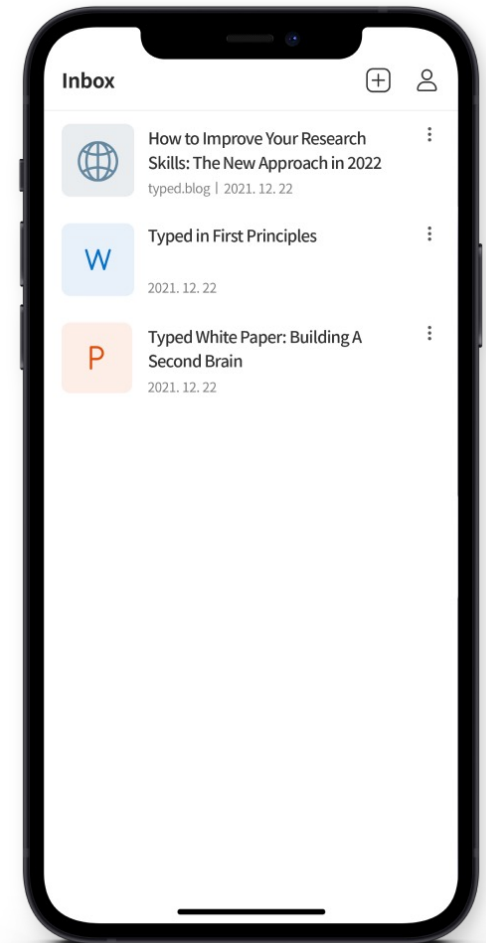 Inbox
How to Improve Your Research
Skills: The New Approach in 2022
typed.blog | 2021. 12. 22
W
Typed in First Principles
2021. 12. 22
P
Typed White Paper: Building A
Second Brain
2021. 12. 22